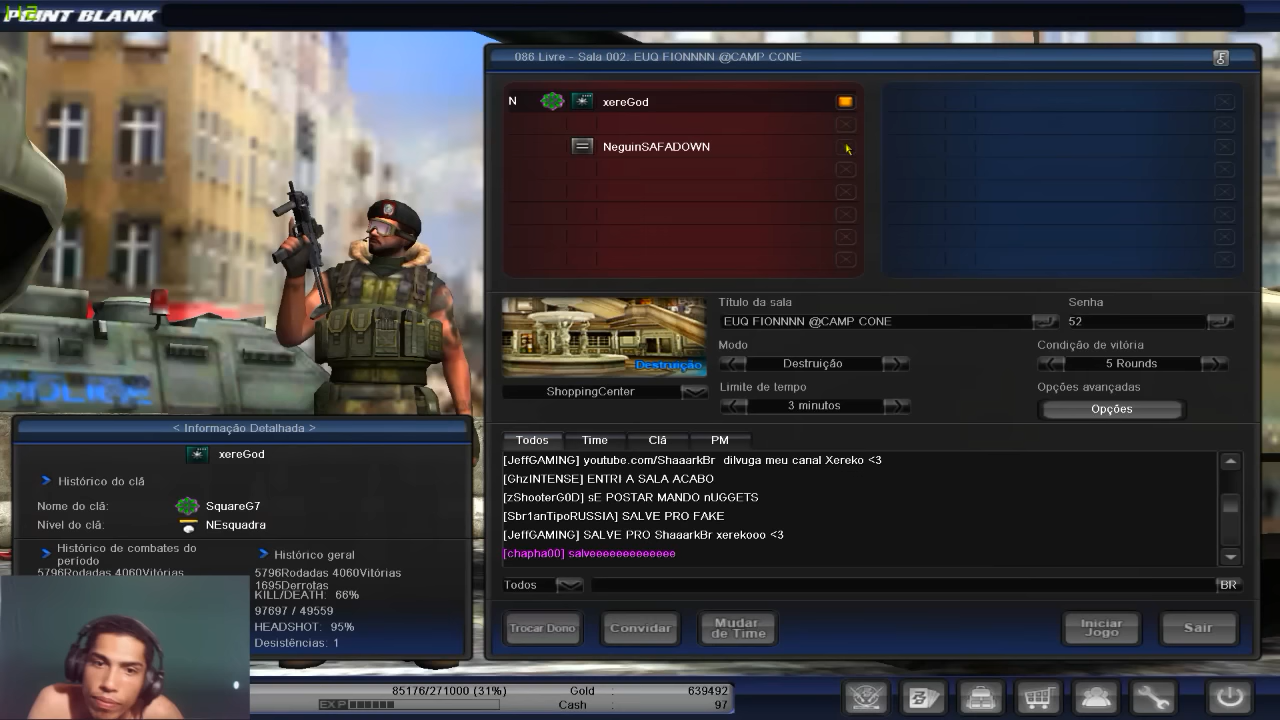 POINT BLANK
086 Livre - Sala 002: EUQ FIONNNN @CAMP CONE
N xereGod
NeguinSAFADOWN
Título da sala
EUQ FIONNNN @CAMP CONE
Senha
52
Modo
Destruição
Condição de vitória
5 Rounds
Destruição
ShoppingCenter
Limite de tempo
3 minutos
Opções avançadas
Opções
Todos Time Clã PM
[JeffGAMING] youtube.com/ShaaarkBr dilvuga meu canal Xereko <3
[GhzINTENSE] ENTRI A SALA ACABO
[zShooterG0D] sE POSTAR MANDO nUGGETS
[Sbr1anTipoRUSSIA] SALVE PRO FAKE
[JeffGAMING] SALVE PRO ShaaarkBr xerekooo <3
[chapha00] salveeeeeeeeeeeee
Todos
BR
Trocar Dono
Convidar
Mudar
de Time
Iniciar
Jogo
Sair
< Informação Detalhada >
xereGod
Histórico do clã
Nome do clã: SquareG7
Nivel do clã: NEsquadra
Histórico de combates do
período
5796Rodadas 4060Vitórias
Histórico geral
5796Rodadas 4060Vitórias
1695Derrotas
KILL/DEATH: 66%
97697 / 49559
HEADSHOT: 95%
Desistências: 1
POLICE
85176/271000 (31%)
EXP
Gold : 639492
Cash : 97